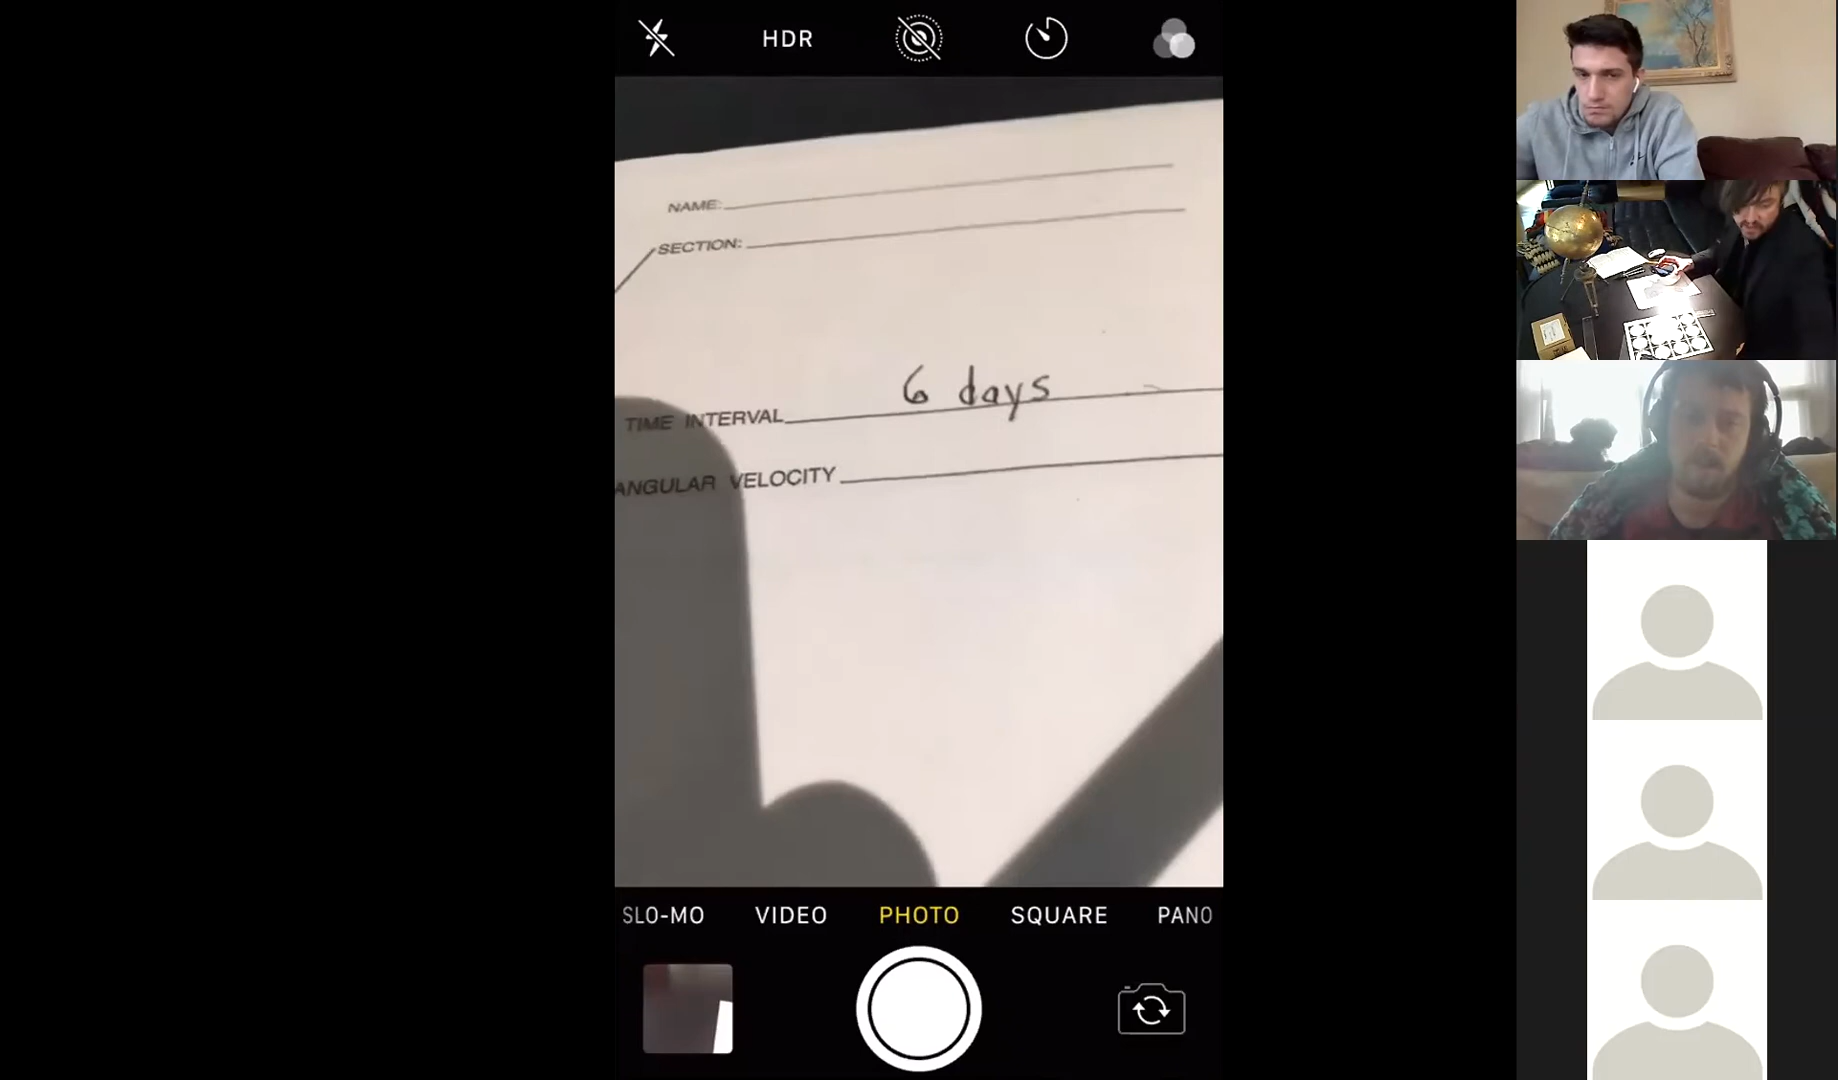 HDR
NAME:
SECTION:
TIME INTERVAL 6 days
ANGULAR VELOCITY
SLO-MO VIDEO PHOTO SQUARE PANO